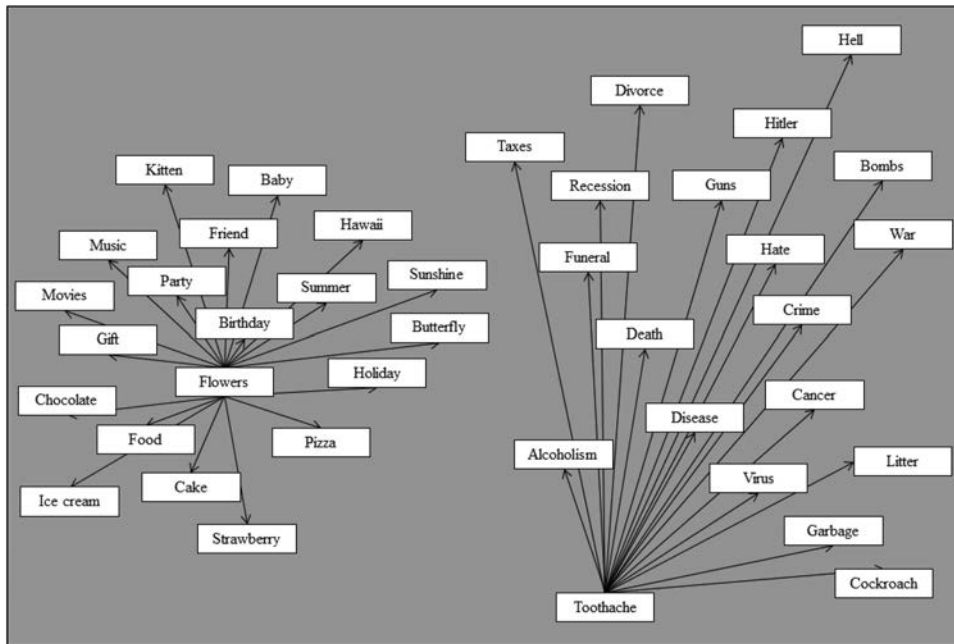 Hell
Divorce
Hitler
Taxes
Bombs
Kitten
Baby
Recession
Guns
Hawaii
Friend
War
Music
Hate
Funeral
Sunshine
Party
Summer
Movies
Crime
Birthday
Butterfly
Death
Gift
Holiday
Flowers
Cancer
Chocolate
Disease
Food
Pizza
Alcoholism
Litter
Virus
Cake
Ice cream
Garbage
Strawberry
Cockroach
Toothache